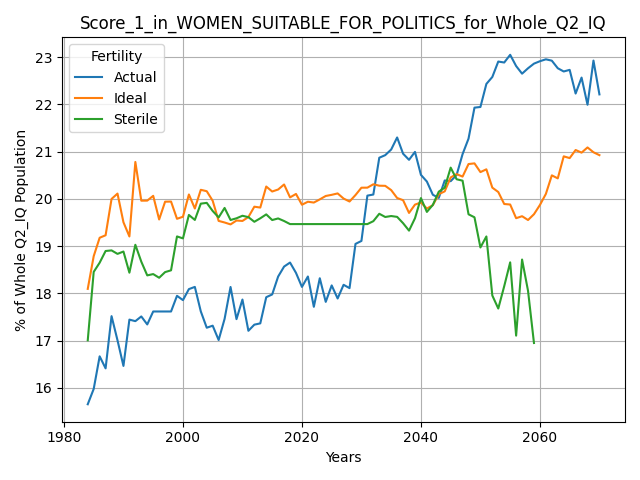 Score_1_in_WOMEN_SUITABLE_FOR_POLITICS_for_Whole_Q2_IQ
Fertility
Actual
Ideal
Sterile
% of Whole Q2_IQ Population
23
22
21
20
19
18
17
16
1980 2000 2020 2040 2060
Years